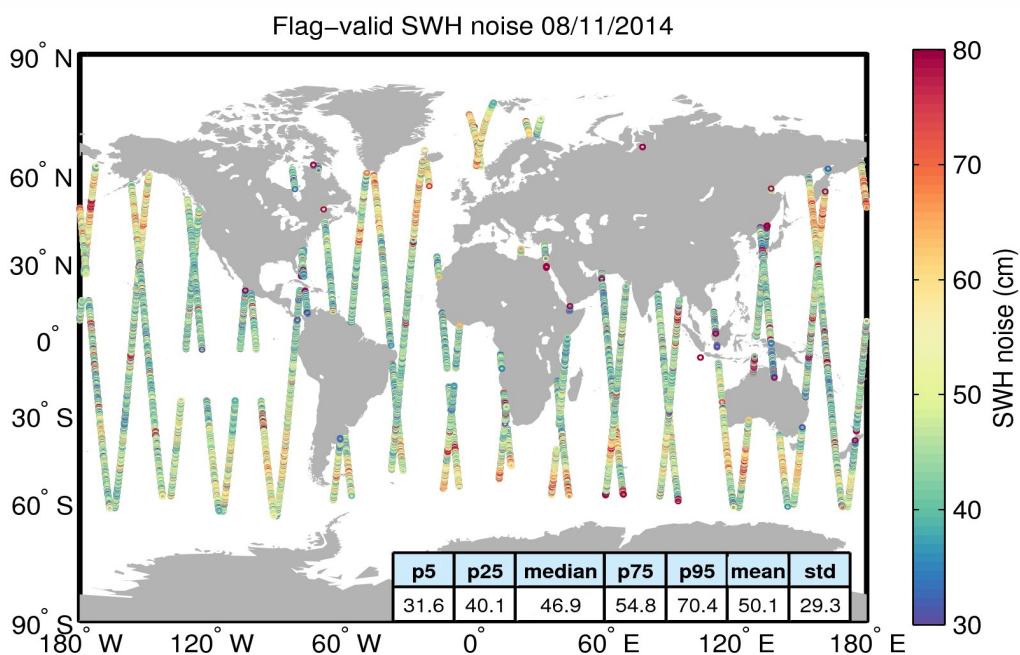 Flag−valid SWH noise 08/11/2014
90° N
60° N
30° N
0°
30° S
60° S
90° S
180° W 120° W 60° W 0° 60° E 120° E 180° E
80
70
60
50
40
30
SWH noise (cm)
p5 p25 median p75 p95 mean std
31.6 40.1 46.9 54.8 70.4 50.1 29.3